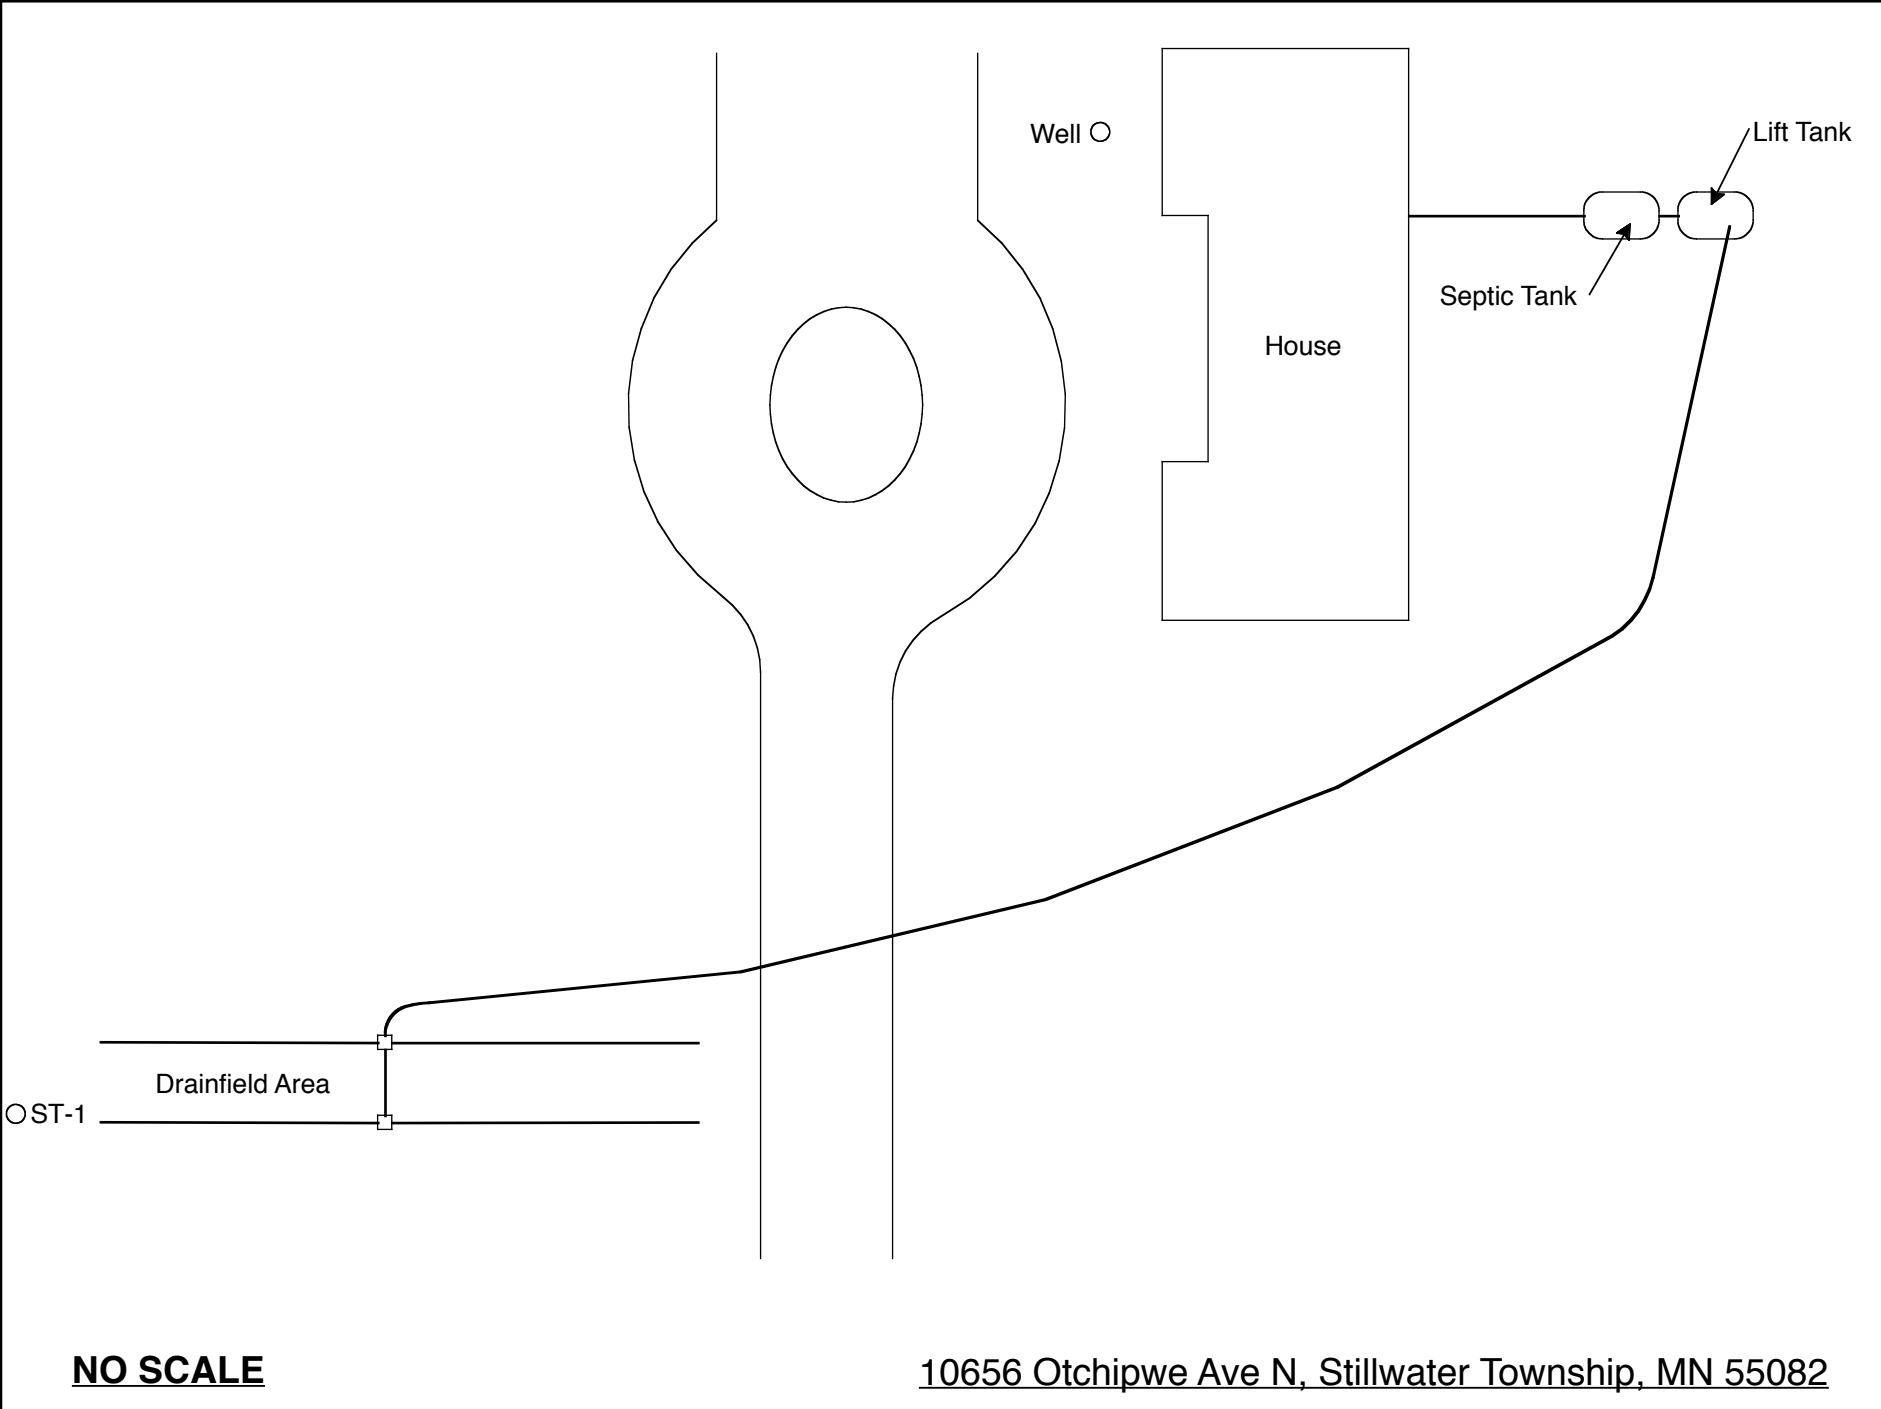 Well
Lift Tank
Septic Tank
House
Drainfield Area
ST-1
NO SCALE
10656 Otchipwe Ave N, Stillwater Township, MN 55082